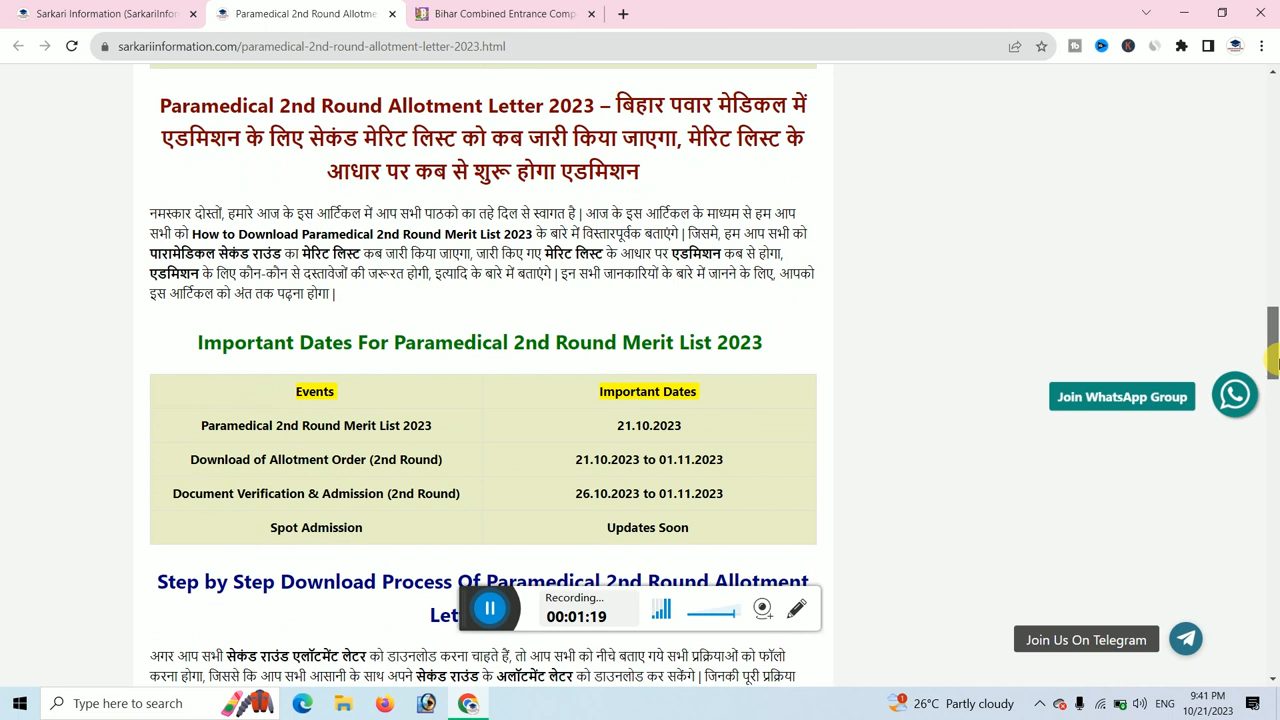 Sarkari Information (SarkariInfor
Paramedical 2nd Round Allotme
Bihar Combined Entrance Comp
sarkariinformation.com/paramedical-2nd-round-allotment-letter-2023.html
Paramedical 2nd Round Allotment Letter 2023 – बिहार पवार मेडिकल में
एडमिशन के लिए सेकंड मेरिट लिस्ट को कब जारी किया जाएगा, मेरिट लिस्ट के
आधार पर कब से शुरू होगा एडमिशन
नमस्कार दोस्तों, हमारे आज के इस आर्टिकल में आप सभी पाठको का तहे दिल से स्वागत है | आज के इस आर्टिकल के माध्यम से हम आप
सभी को How to Download Paramedical 2nd Round Merit List 2023 के बारे में विस्तारपूर्वक बताएंगे | जिसमे, हम आप सभी को
पारामेडिकल सेकंड राउंड का मेरिट लिस्ट कब जारी किया जाएगा, जारी किए गए मेरिट लिस्ट के आधार पर एडमिशन कब से होगा,
एडमिशन के लिए कौन-कौन से दस्तावेजों की जरूरत होगी, इत्यादि के बारे में बताएंगे | इन सभी जानकारियों के बारे में जानने के लिए, आपको
इस आर्टिकल को अंत तक पढ़ना होगा |
Important Dates For Paramedical 2nd Round Merit List 2023
Events Important Dates
Paramedical 2nd Round Merit List 2023 21.10.2023
Download of Allotment Order (2nd Round) 21.10.2023 to 01.11.2023
Document Verification & Admission (2nd Round) 26.10.2023 to 01.11.2023
Spot Admission Updates Soon
Join WhatsApp Group
Step by Step Download Process Of Paramedical 2nd Round Allotment
Let
Recording...
00:01:19
Join Us On Telegram
अगर आप सभी सेकंड राउंड एलॉटमेंट लेटर को डाउनलोड करना चाहते हैं, तो आप सभी को नीचे बताए गये सभी प्रक्रियाओं को फॉलो
करना होगा, जिससे कि आप सभी आसानी के साथ अपने सेकंड राउंड के अलॉटमेंट लेटर को डाउनलोड कर सकेंगे | जिनकी पूरी प्रक्रिया
Type here to search
26°C Partly cloudy
9:41 PM
10/21/2023